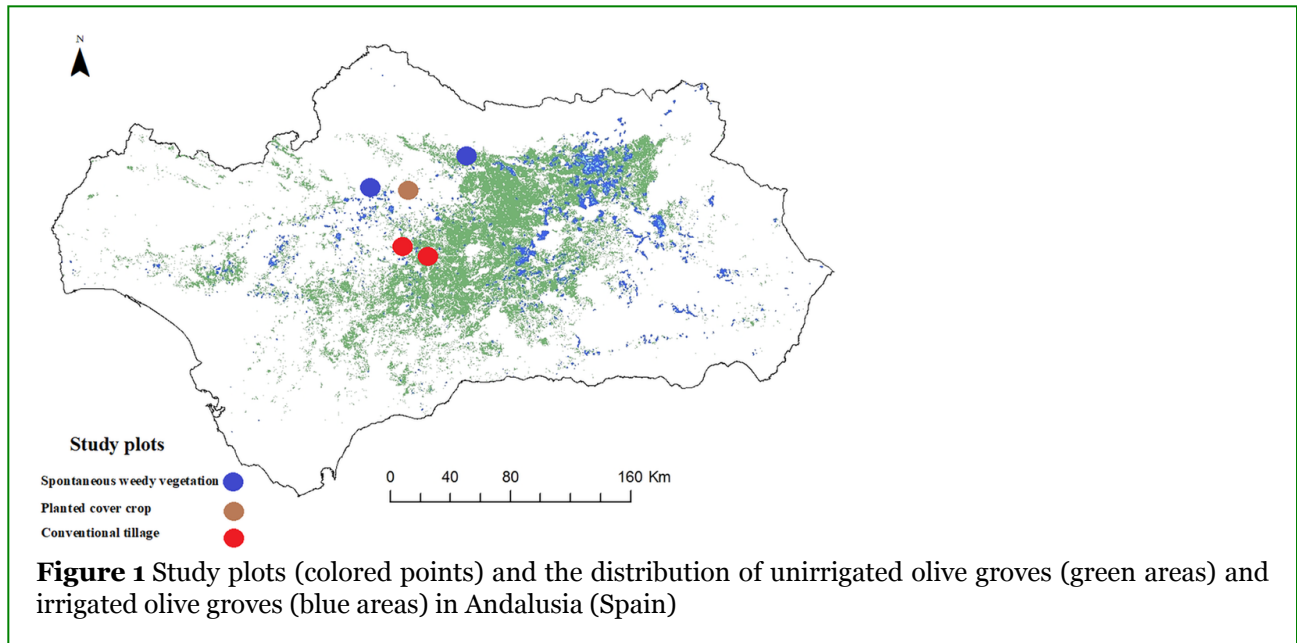 N
Study plots
Spontaneous weedy vegetation
Planted cover crop
Conventional tillage
0 40 80 160 Km
Figure 1 Study plots (colored points) and the distribution of unirrigated olive groves (green areas) and
irrigated olive groves (blue areas) in Andalusia (Spain)